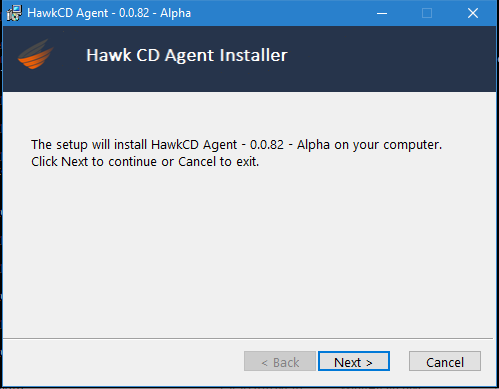 HawkCD Agent - 0.0.82 - Alpha
Hawk CD Agent Installer
The setup will install HawkCD Agent - 0.0.82 - Alpha on your computer.
Click Next to continue or Cancel to exit.
< Back
Next >
Cancel